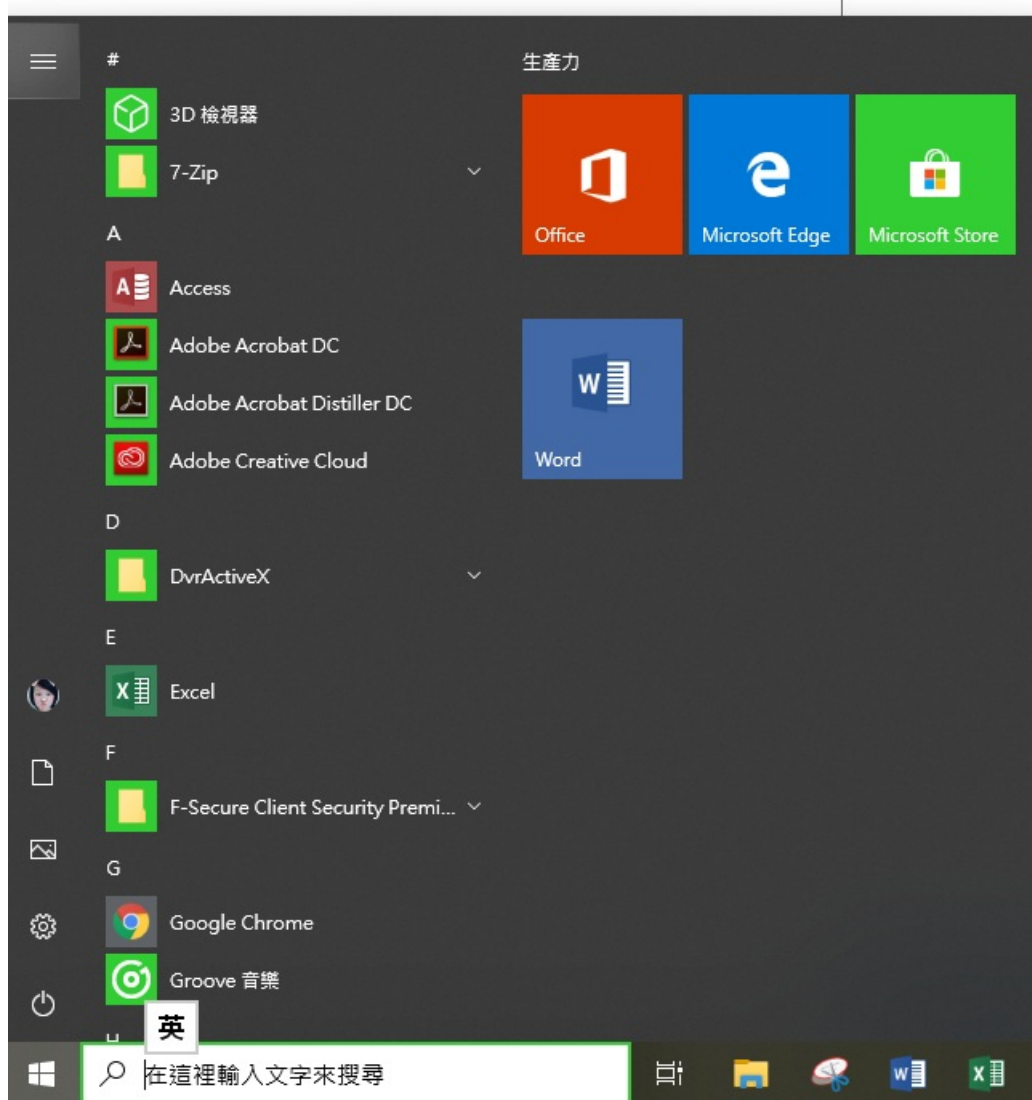 #
3D 檢視器
7-Zip
A
Access
Adobe Acrobat DC
Adobe Acrobat Distiller DC
Adobe Creative Cloud
D
DvrActiveX
E
Excel
F
F-Secure Client Security Premi...
G
Google Chrome
Groove 音樂
英
在這裡輸入文字來搜尋
生產力
Office
Microsoft Edge
Microsoft Store
Word